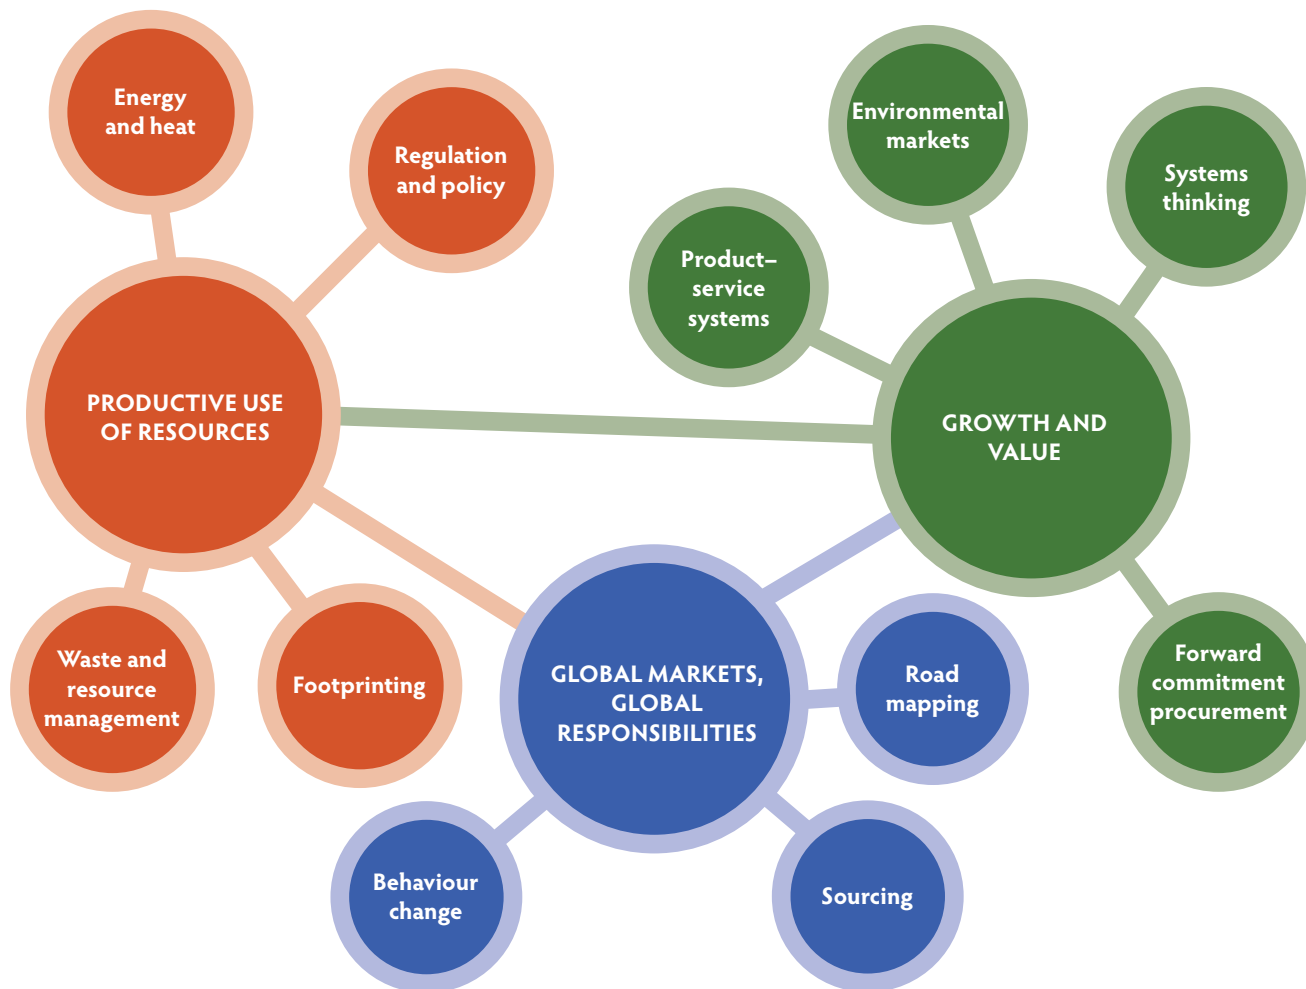 Energy
and heat
Regulation
and policy
Environmental
markets
Systems
thinking
Product–
service
systems
PRODUCTIVE USE
OF RESOURCES
GROWTH AND
VALUE
Waste and
resource
management
Footprinting
GLOBAL MARKETS,
GLOBAL
RESPONSIBILITIES
Road
mapping
Forward
commitment
procurement
Behaviour
change
Sourcing